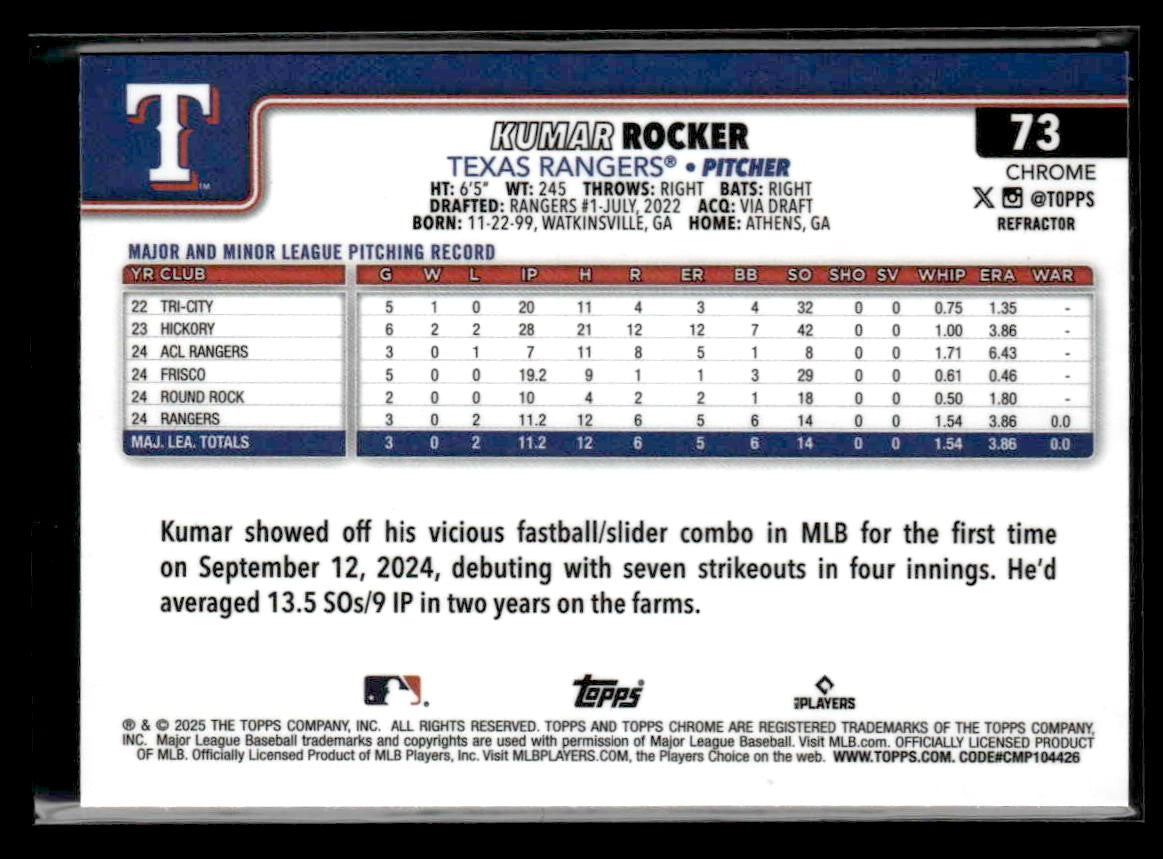 T
TM
KUMAR ROCKER
73
TEXAS RANGERS® • PITCHER
CHROME
HT: 6'5" WT: 245 THROWS: RIGHT BATS: RIGHT
X @TOPPS
DRAFTED: RANGERS #1-JULY, 2022 ACQ: VIA DRAFT
REFRACTOR
BORN: 11-22-99, WATKINSVILLE, GA HOME: ATHENS, GA
MAJOR AND MINOR LEAGUE PITCHING RECORD
YR CLUB G W L IP H R ER BB SO SHO SV WHIP ERA WAR
22 TRI-CITY 5 1 0 20 11 4 3 4 32 0 0 0.75 1.35 -
23 HICKORY 6 2 2 28 21 12 12 7 42 0 0 1.00 3.86 -
24 ACL RANGERS 3 0 1 7 11 8 5 1 8 0 0 1.71 6.43 -
24 FRISCO 5 0 0 19.2 9 1 1 3 29 0 0 0.61 0.46 -
24 ROUND ROCK 2 0 0 10 4 2 2 1 18 0 0 0.50 1.80 -
24 RANGERS 3 0 2 11.2 12 6 5 6 14 0 0 1.54 3.86 0.0
MAJ. LEA. TOTALS 3 0 2 11.2 12 6 5 6 14 0 0 1.54 3.86 0.0
Kumar showed off his vicious fastball/slider combo in MLB for the first time
on September 12, 2024, debuting with seven strikeouts in four innings. He'd
averaged 13.5 SOs/9 IP in two years on the farms.
Topps®
PLAYERS
® & © 2025 THE TOPPS COMPANY, INC. ALL RIGHTS RESERVED. TOPPS AND TOPPS CHROME ARE REGISTERED TRADEMARKS OF THE TOPPS COMPANY,
INC. Major League Baseball trademarks and copyrights are used with permission of Major League Baseball. Visit MLB.com. OFFICIALLY LICENSED PRODUCT
OF MLB. Officially Licensed Product of MLB Players, Inc. Visit MLBPLAYERS.COM, the Players Choice on the web. WWW.TOPPS.COM. CODE#CMP104426